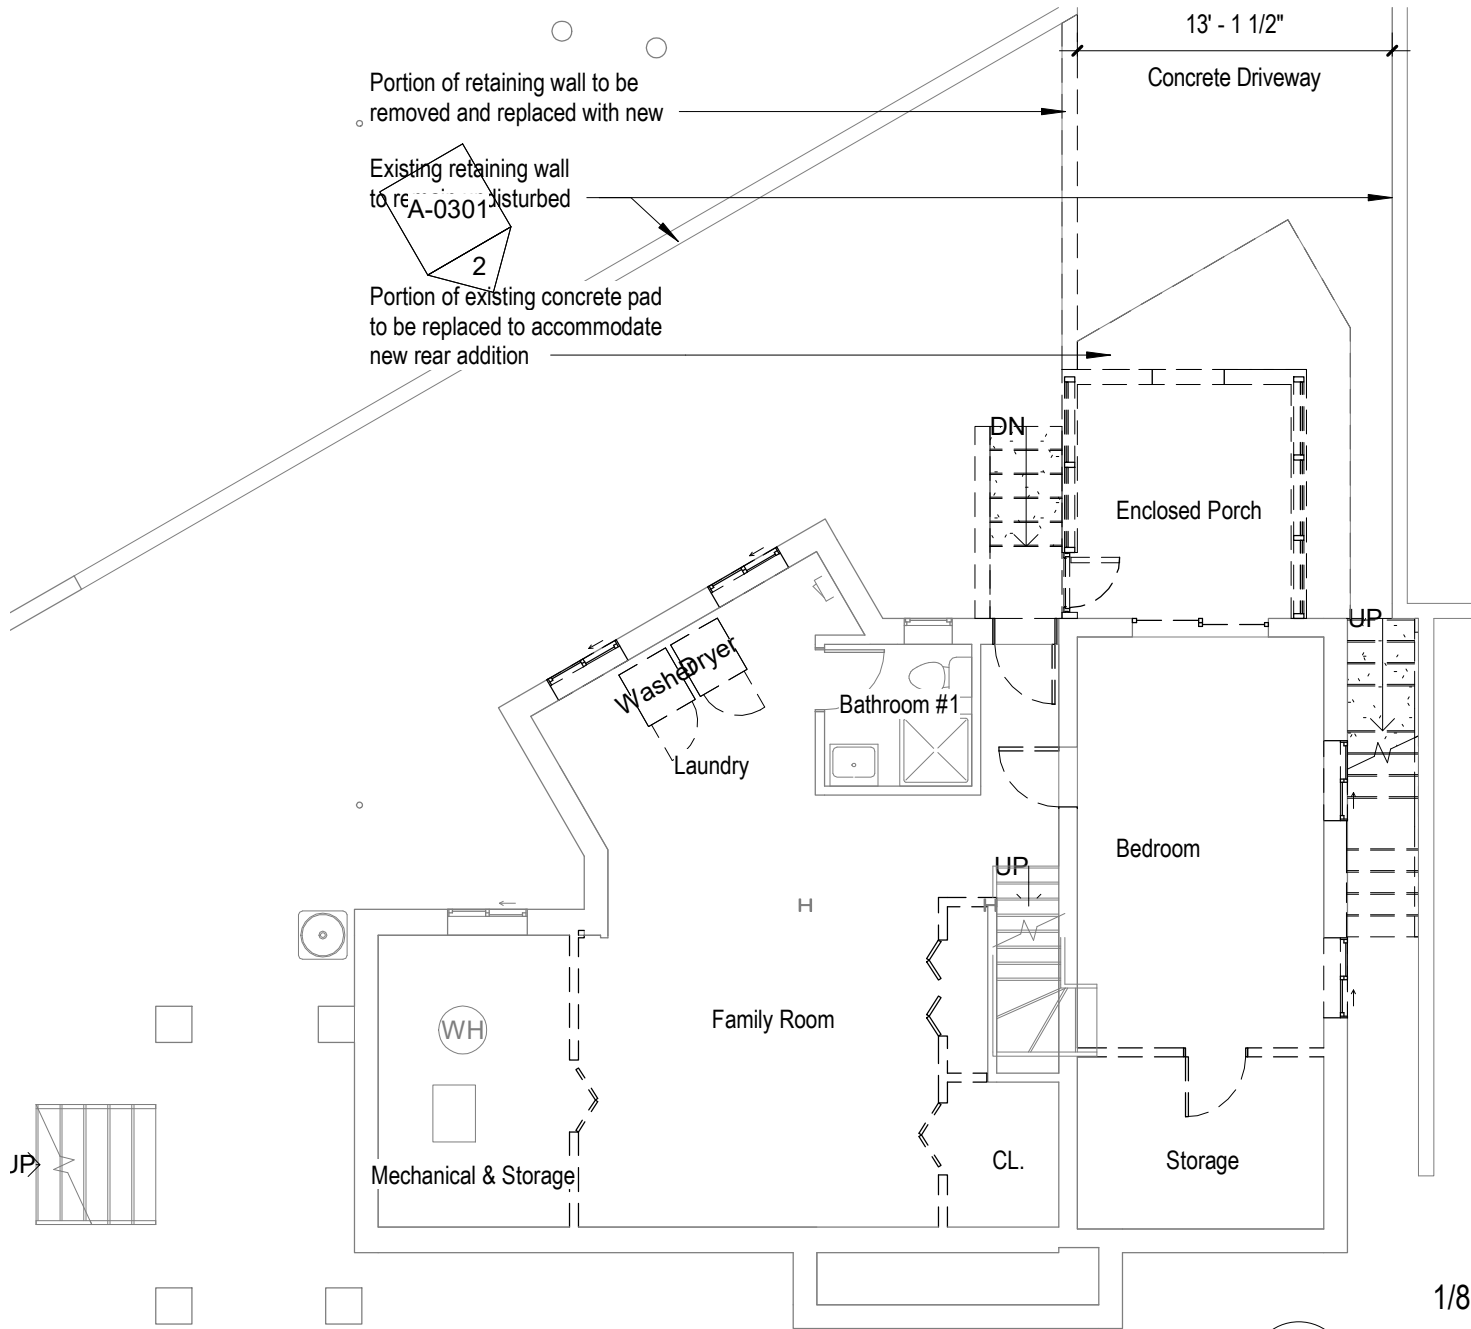 13' - 1 1/2"
Concrete Driveway
Portion of retaining wall to be
removed and replaced with new
Existing retaining wall
to disturbed
A-0301
2
Portion of existing concrete pad
to be replaced to accommodate
new rear addition
DN
Enclosed Porch
UP
Washer
Dryer
Bathroom #1
Laundry
Bedroom
UP
H
Family Room
WH
UP
Mechanical & Storage
CL.
Storage
1/8